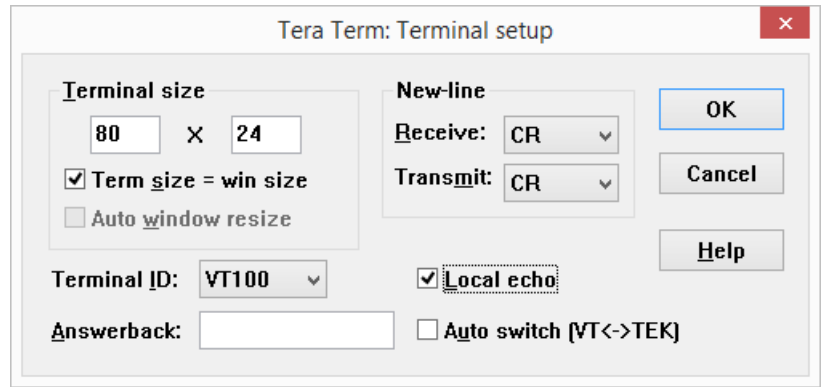 Tera Term: Terminal setup
Terminal size
80 X 24
Term size = win size
Auto window resize
New-line
Receive: CR
Transmit: CR
OK
Cancel
Help
Terminal ID: VT100
Local echo
Answerback:
Auto switch (VT<->TEK)